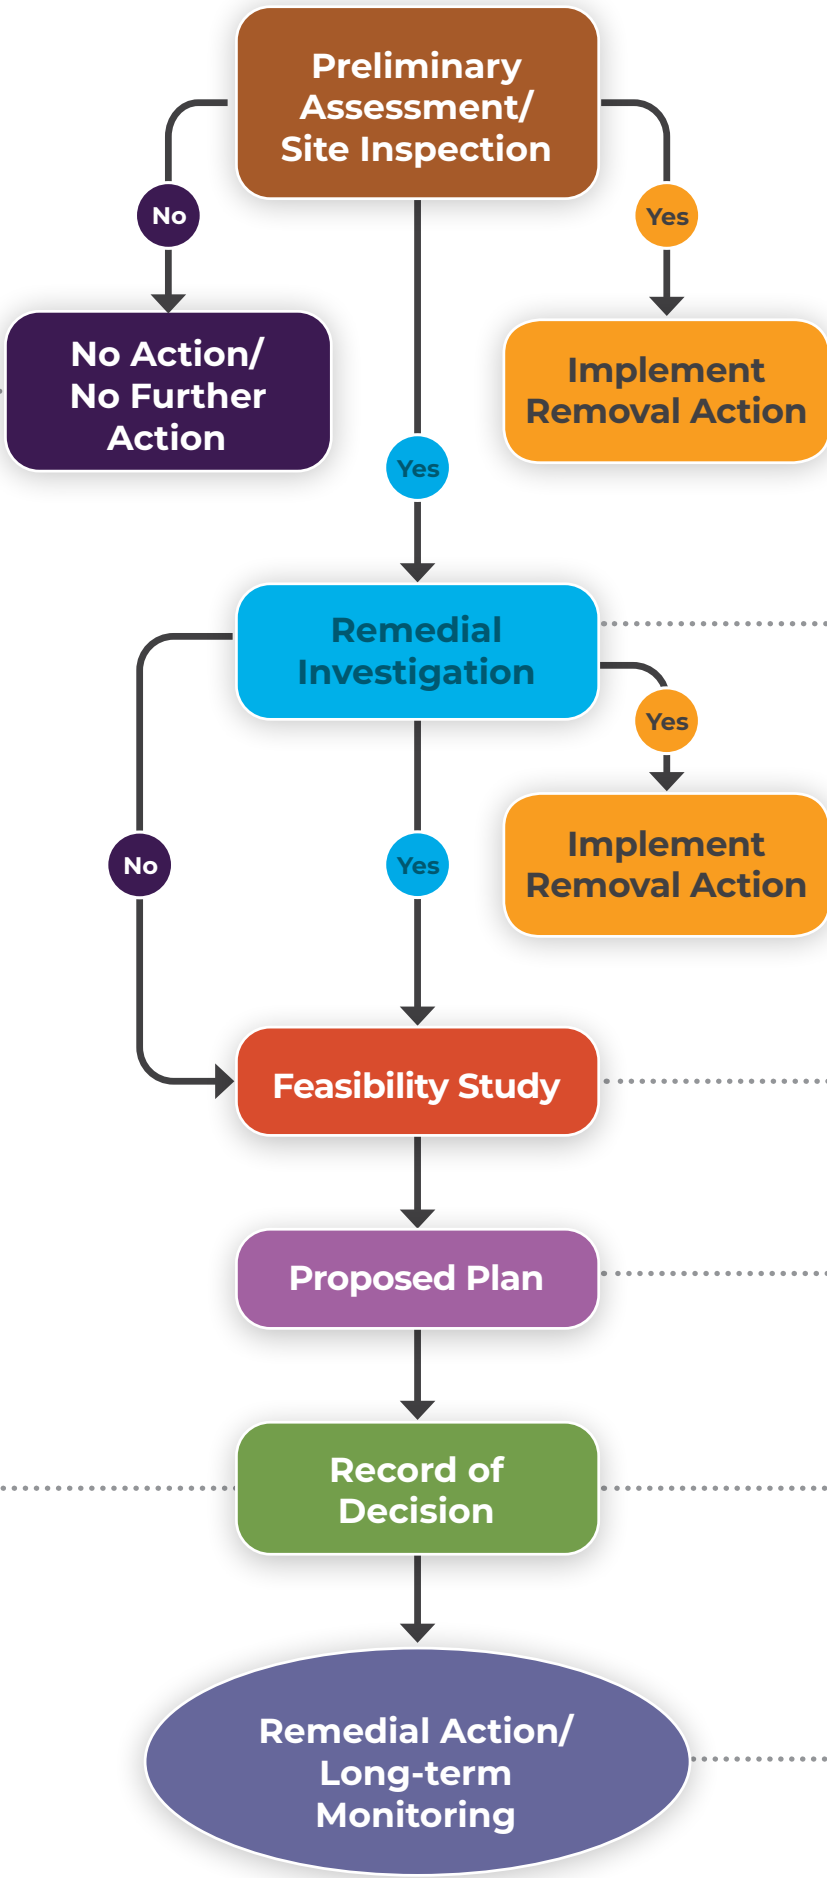 Preliminary
Assessment/
Site Inspection
No
Yes
No Action/
No Further
Action
Implement
Removal Action
Yes
Remedial
Investigation
Yes
Implement
Removal Action
No
Yes
Feasibility Study
Proposed Plan
Record of
Decision
Remedial Action/
Long-term
Monitoring